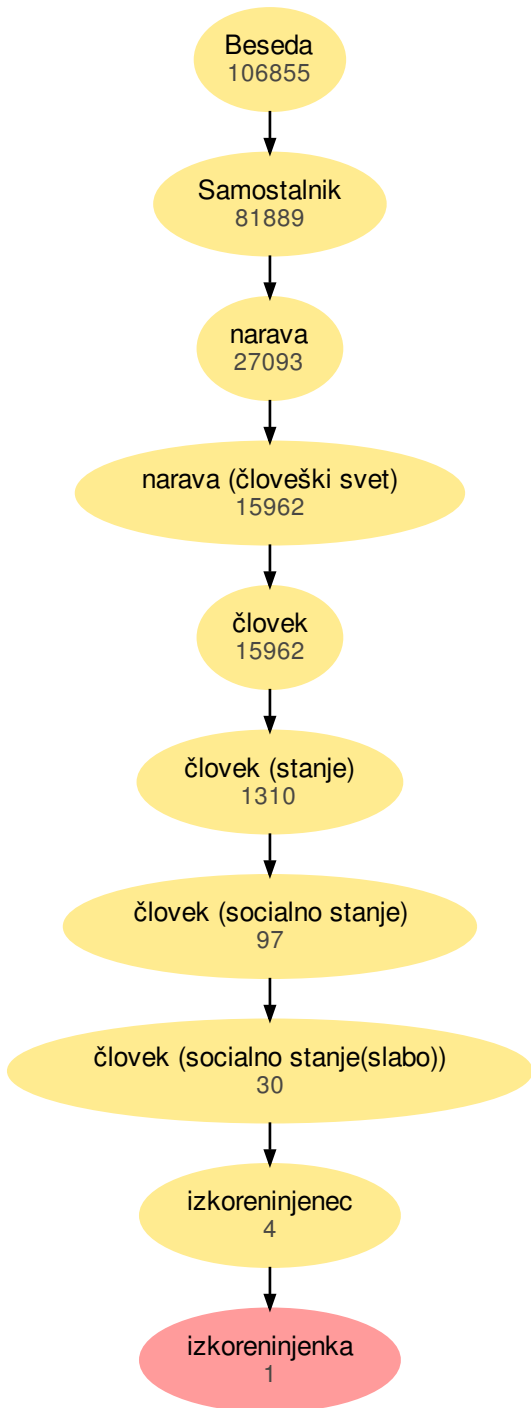 Beseda
106855
Samostalnik
81889
narava
27093
narava (človeški svet)
15962
človek
15962
človek (stanje)
1310
človek (socialno stanje)
97
človek (socialno stanje(slabo))
30
izkoreninjenec
4
izkoreninjenka
1